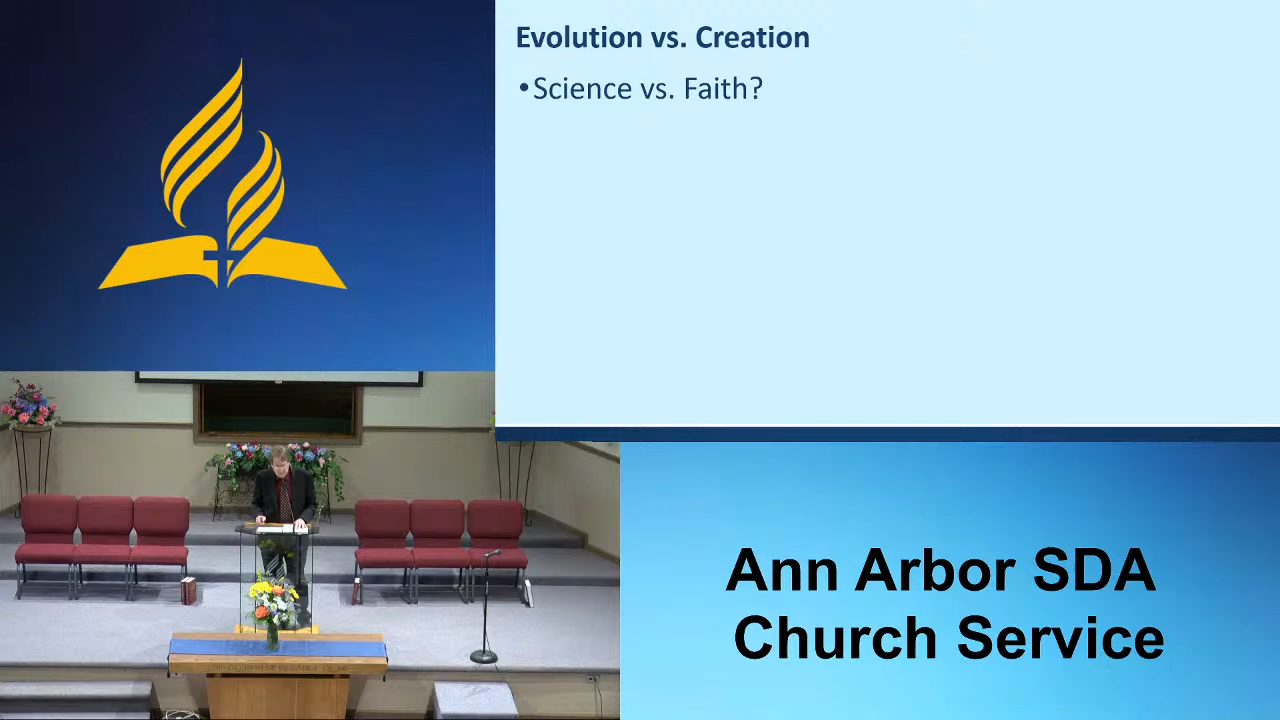 Evolution vs. Creation
•Science vs. Faith?
Ann Arbor SDA
Church Service